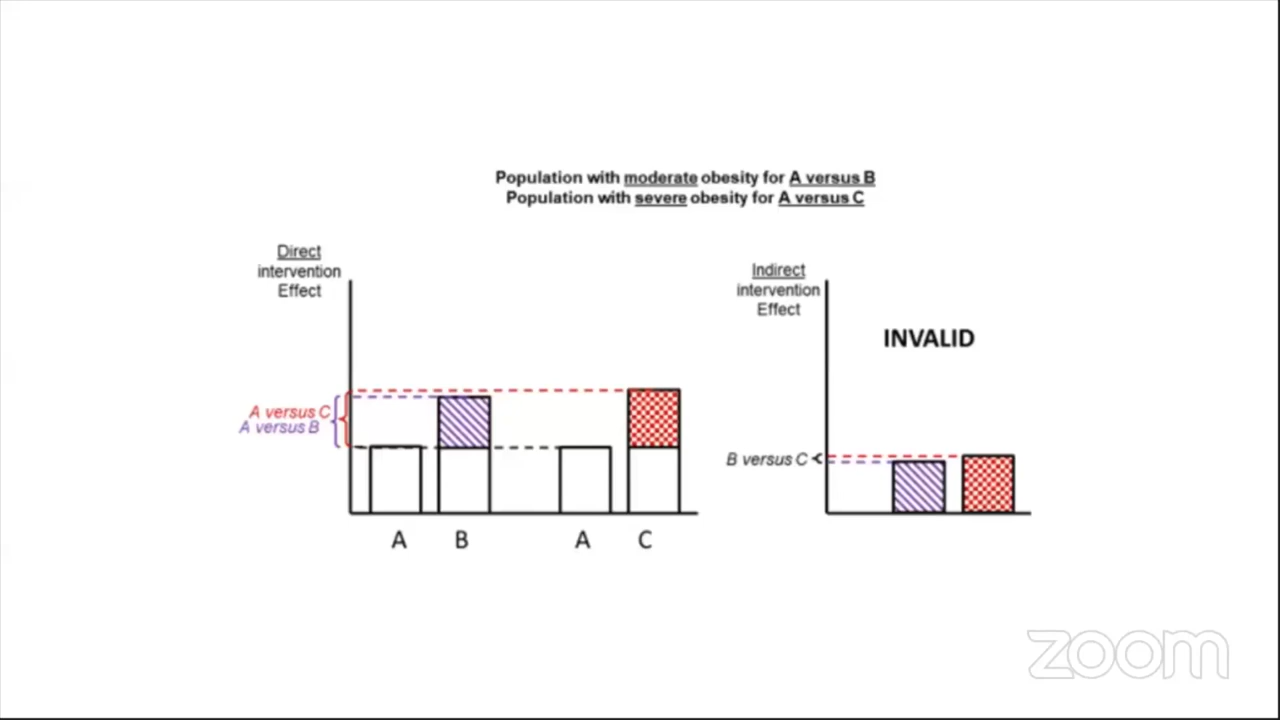 Population with moderate obesity for A versus B
Population with severe obesity for A versus C
Direct
intervention
Effect
A versus C
A versus B
A
B
A
C
Indirect
intervention
Effect
INVALID
B versus C
zoom